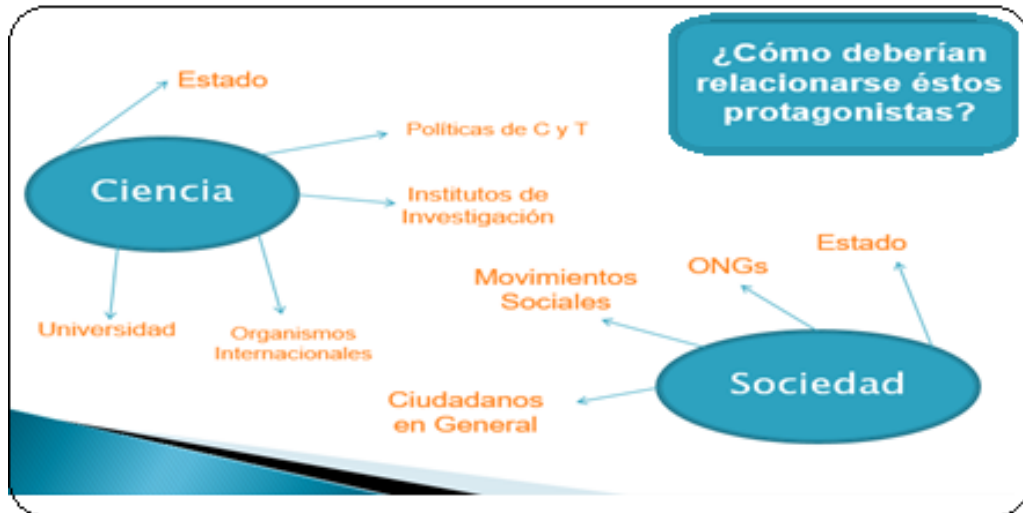 ¿Cómo deberían
relacionarse éstos
protagonistas?
Estado
Políticas de C y T
Ciencia
Institutos de
Investigación
Universidad
Organismos
Internacionales
Estado
ONGs
Movimientos
Sociales
Sociedad
Ciudadanos
en General